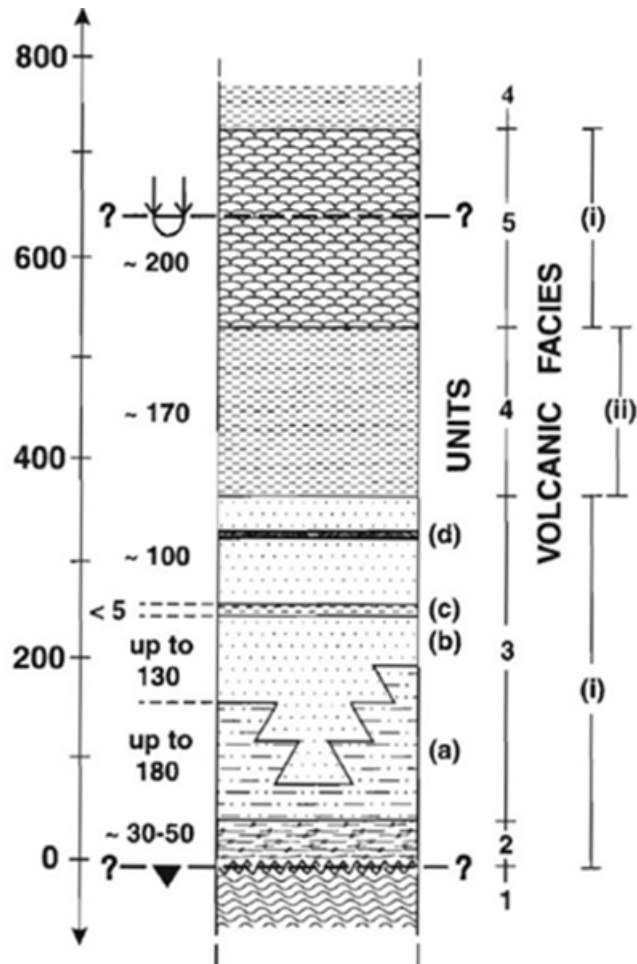 800
4
?
?
5
(i)
600
~ 200
~ 170
4
(ii)
400
UNITS
VOLCANIC FACIES
(d)
~ 100
< 5
(c)
(b)
200
up to
130
3
(i)
up to
180
(a)
~ 30-50
2
0
?
?
1